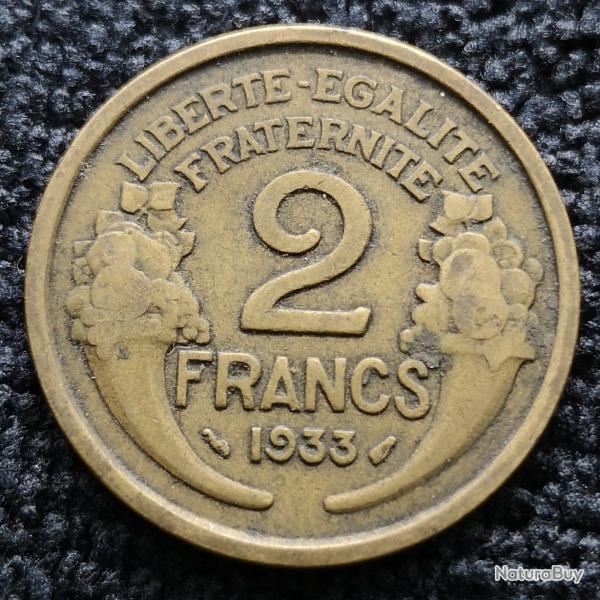 LIBERTE-EGALITE
FRATERNITE
2
FRANCS
1933
NaturaBuy